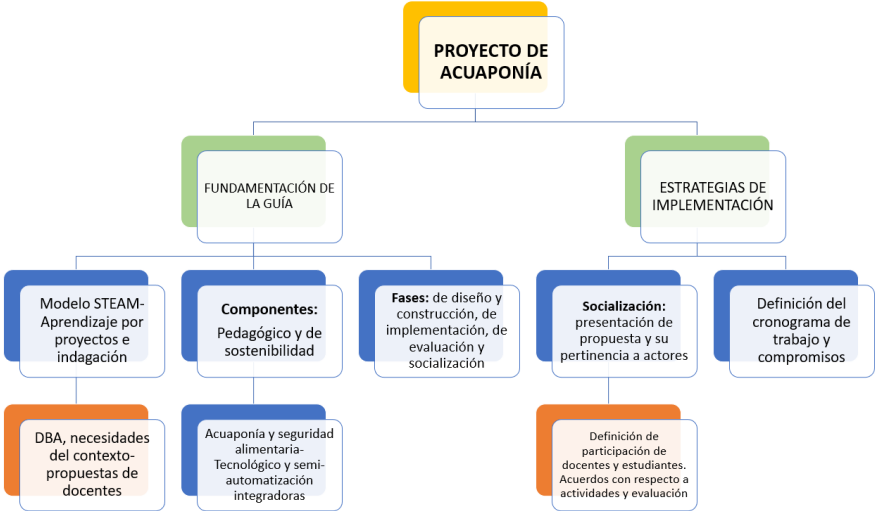 PROYECTO DE
ACUAPONÍA
FUNDAMENTACIÓN DE
LA GUÍA
ESTRATEGIAS DE
IMPLEMENTACIÓN
Modelo STEAM-
Aprendizaje por
proyectos e
indagación
Componentes:
Pedagógico y de
sostenibilidad
Fases: de diseño y
construcción, de
implementación, de
evaluación y
socialización
Socialización:
presentación de
propuesta y su
pertinencia a actores
Definición del
cronograma de
trabajo y
compromisos
DBA, necesidades
del contexto-
propuestas de
docentes
Acuaponía y seguridad
alimentaria-
Tecnológico y semi-
automatización
integradoras
Definición de
participación de
docentes y estudiantes.
Acuerdos con respecto a
actividades y evaluación